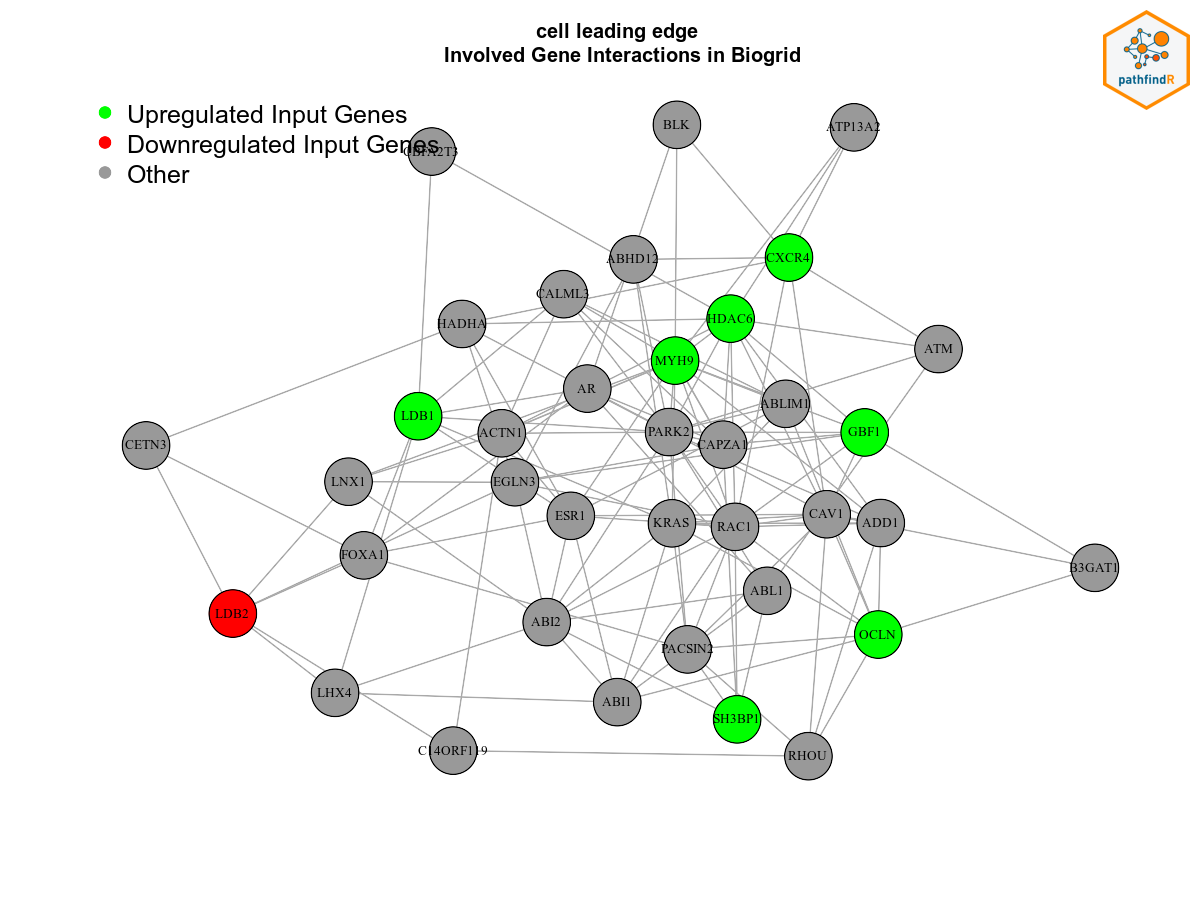 cell leading edge
Involved Gene Interactions in Biogrid
pathfindR
Upregulated Input Genes
Downregulated Input Genes
Other
CBFA2T3
BLK
ATP13A2
ABHD12
CXCR4
CALML3
HADHA
HDAC6
ATM
MYH9
AR
ABLIM1
LDB1
ACTN1
PARK2
CAPZA1
GBF1
CETN3
LNX1
EGLN3
ESR1
KRAS
RAC1
CAV1
ADD1
FOXA1
B3GAT1
ABL1
LDB2
ABI2
OCLN
PACSIN2
LHX4
ABI1
SH3BP1
C14ORF119
RHOU